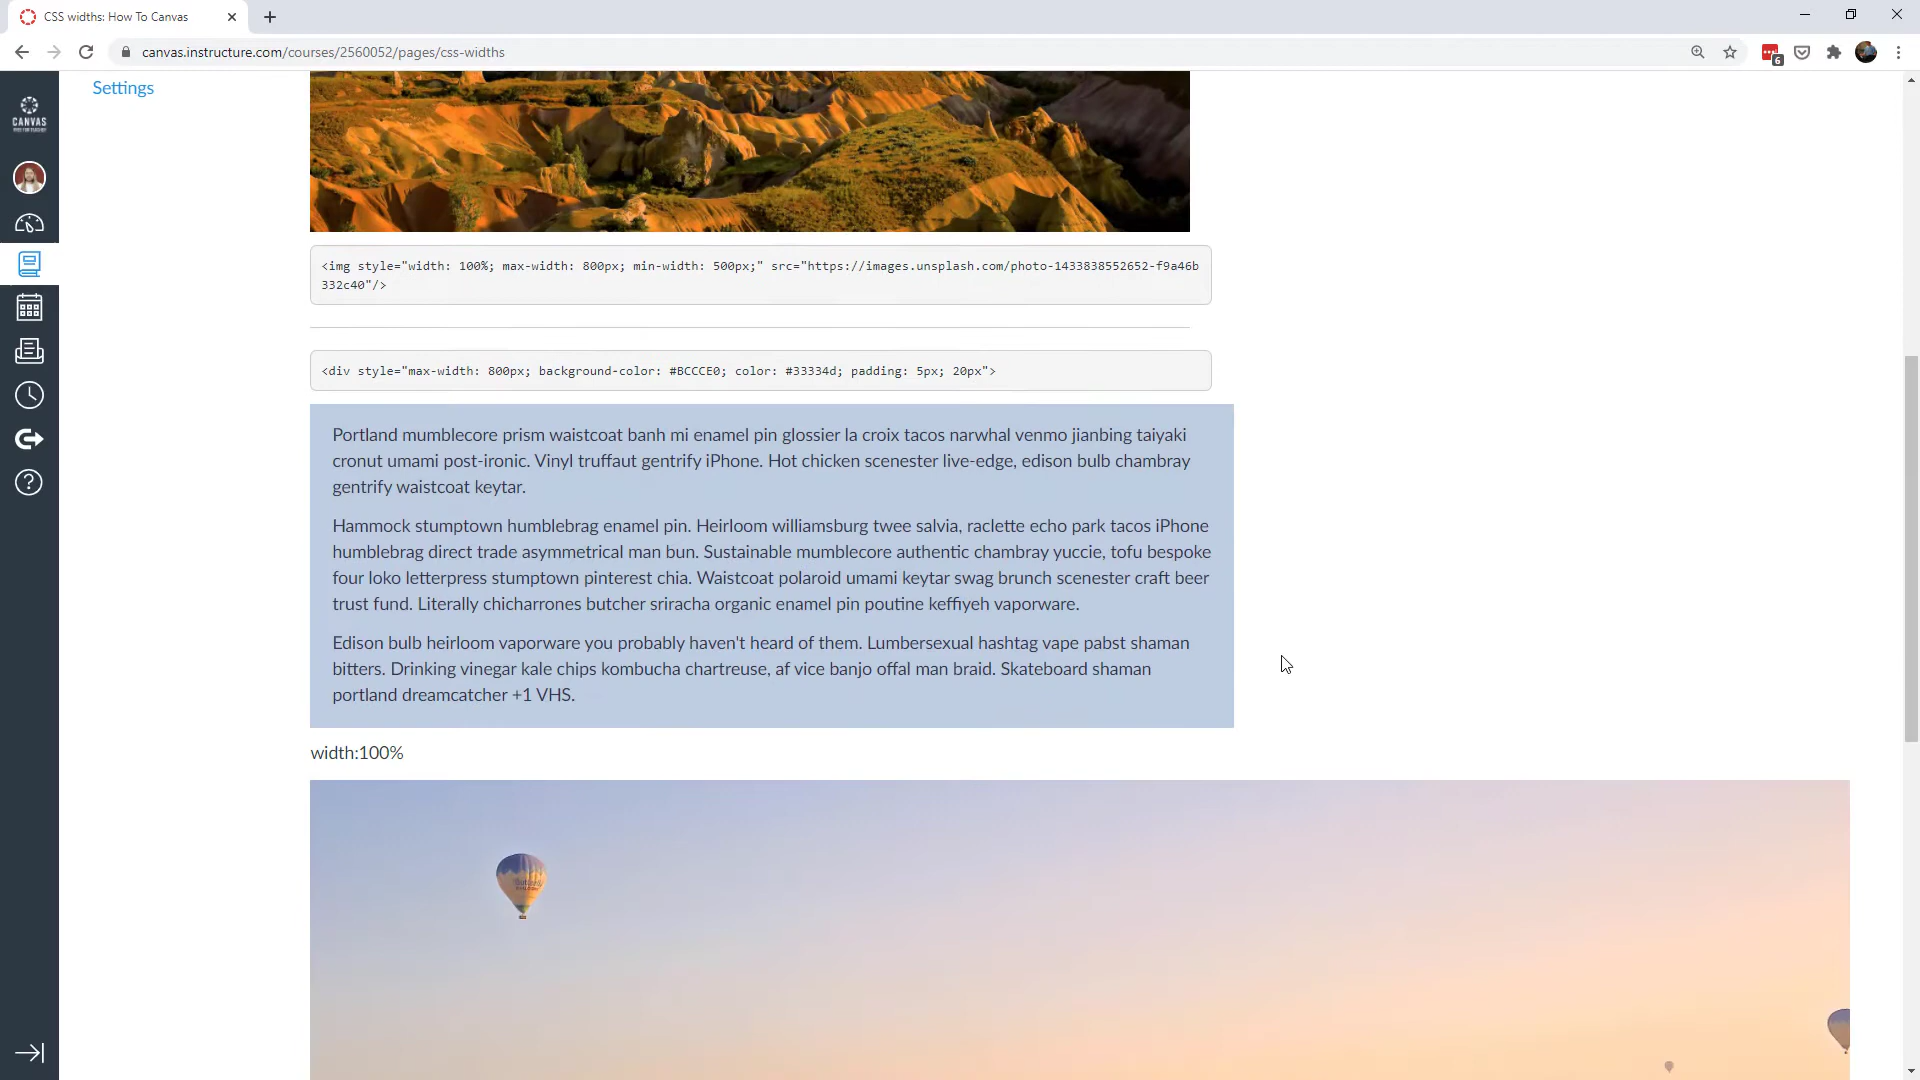 CSS widths: How To Canvas
canvas.instructure.com/courses/2560052/pages/css-widths
6
Settings
CANVAS
<img style="width: 100%; max-width: 800px; min-width: 500px;" src="https://images.unsplash.com/photo-1433838552652-f9a46b
332c40"/>
<div style="max-width: 800px; background-color: #BCCCE0; color: #33334d; padding: 5px; 20px">
Portland mumblecore prism waistcoat banh mi enamel pin glossier la croix tacos narwhal venmo jianbing taiyaki
cronut umami post-ironic. Vinyl truffaut gentrify iPhone. Hot chicken scenester live-edge, edison bulb chambray
gentrify waistcoat keytar.
Hammock stumptown humblebrag enamel pin. Heirloom williamsburg twee salvia, raclette echo park tacos iPhone
humblebrag direct trade asymmetrical man bun. Sustainable mumblecore authentic chambray yuccie, tofu bespoke
four loko letterpress stumptown pinterest chia. Waistcoat polaroid umami keytar swag brunch scenester craft beer
trust fund. Literally chicharrones butcher sriracha organic enamel pin poutine keffiyeh vaporware.
Edison bulb heirloom vaporware you probably haven't heard of them. Lumbersexual hashtag vape pabst shaman
bitters. Drinking vinegar kale chips kombucha chartreuse, af vice banjo offal man braid. Skateboard shaman
portland dreamcatcher +1 VHS.
width:100%